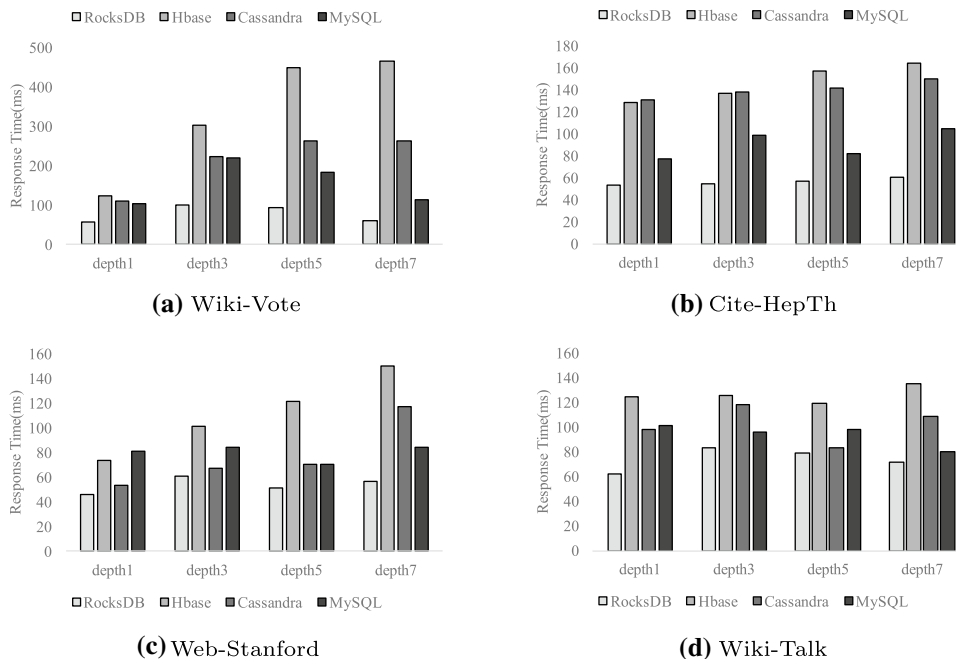 RocksDB Hbase Cassandra MySQL
Response Time(ms)
500
400
300
200
100
0
depth1 depth3 depth5 depth7
(a) Wiki-Vote
RocksDB Hbase Cassandra MySQL
Response Time(ms)
180
160
140
120
100
80
60
40
20
0
depth1 depth3 depth5 depth7
(b) Cite-HepTh
Response Time(ms)
160
140
120
100
80
60
40
20
0
depth1 depth3 depth5 depth7
RocksDB Hbase Cassandra MySQL
(c) Web-Stanford
Response Time(ms)
160
140
120
100
80
60
40
20
0
depth1 depth3 depth5 depth7
RocksDB Hbase Cassandra MySQL
(d) Wiki-Talk